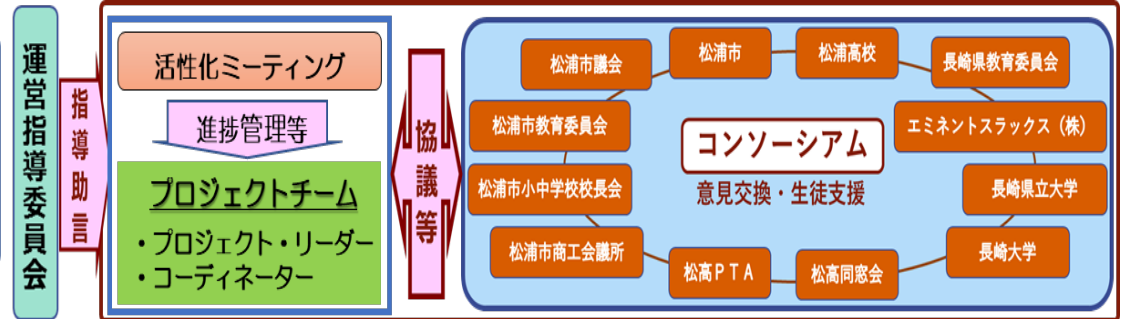 運営指導委員会
指導助言
活性化ミーティング
進捗管理等
プロジェクトチーム
・プロジェクト・リーダー
・コーディネーター
協議等
コンソーシアム
意見交換・生徒支援
松浦市
松浦高校
長崎県教育委員会
エミネントスラックス（株）
長崎県立大学
長崎大学
松高同窓会
松高ＰＴＡ
松浦市商工会議所
松浦市小中学校校長会
松浦市教育委員会
松浦市議会